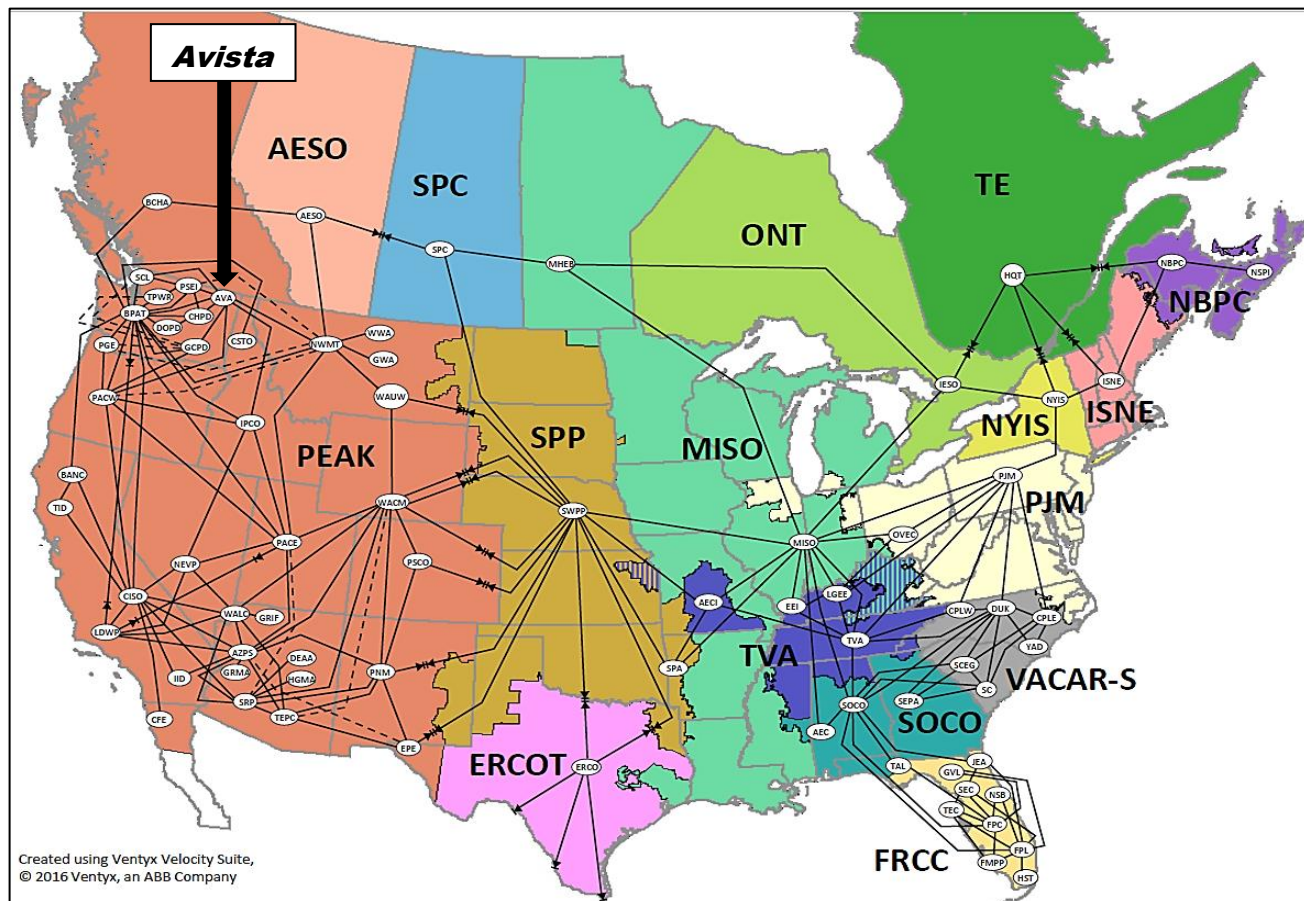 Avista
AESO
SPC
TE
ONT
NBPC
PEAK
SPP
MISO
NYIS
ISNE
PJM
TVA
VACAR-S
SOCO
ERCOT
FRCC
BCHA
AESO
SPC
MHEB
HQT
NBPC
NSPI
SCL
PSEI
TPWR
AVA
BPAT
CHPD
DOPD
GCPD
CSTO
PGE
NWMT
WWA
GWA
WAUW
PACW
IPCO
IESO
NYIS
ISNE
BANC
TID
WACM
SWPP
PJM
OVEC
MISO
PACE
NEVP
PSCO
CISO
LDWP
WALC
GRIF
AECI
EEI
LGEE
CPLW
DUK
CPLE
YAD
TVA
AZPS
DEAA
GRMA
HGMA
IID
SRP
TEPC
PNM
SPA
SCEG
SC
SEPA
SOCO
AEC
CFE
EPE
ERCO
TAL
JEA
GVL
SEC
NSB
TEC
FPC
FPL
FMPP
HST
Created using Ventyx Velocity Suite,
© 2016 Ventyx, an ABB Company